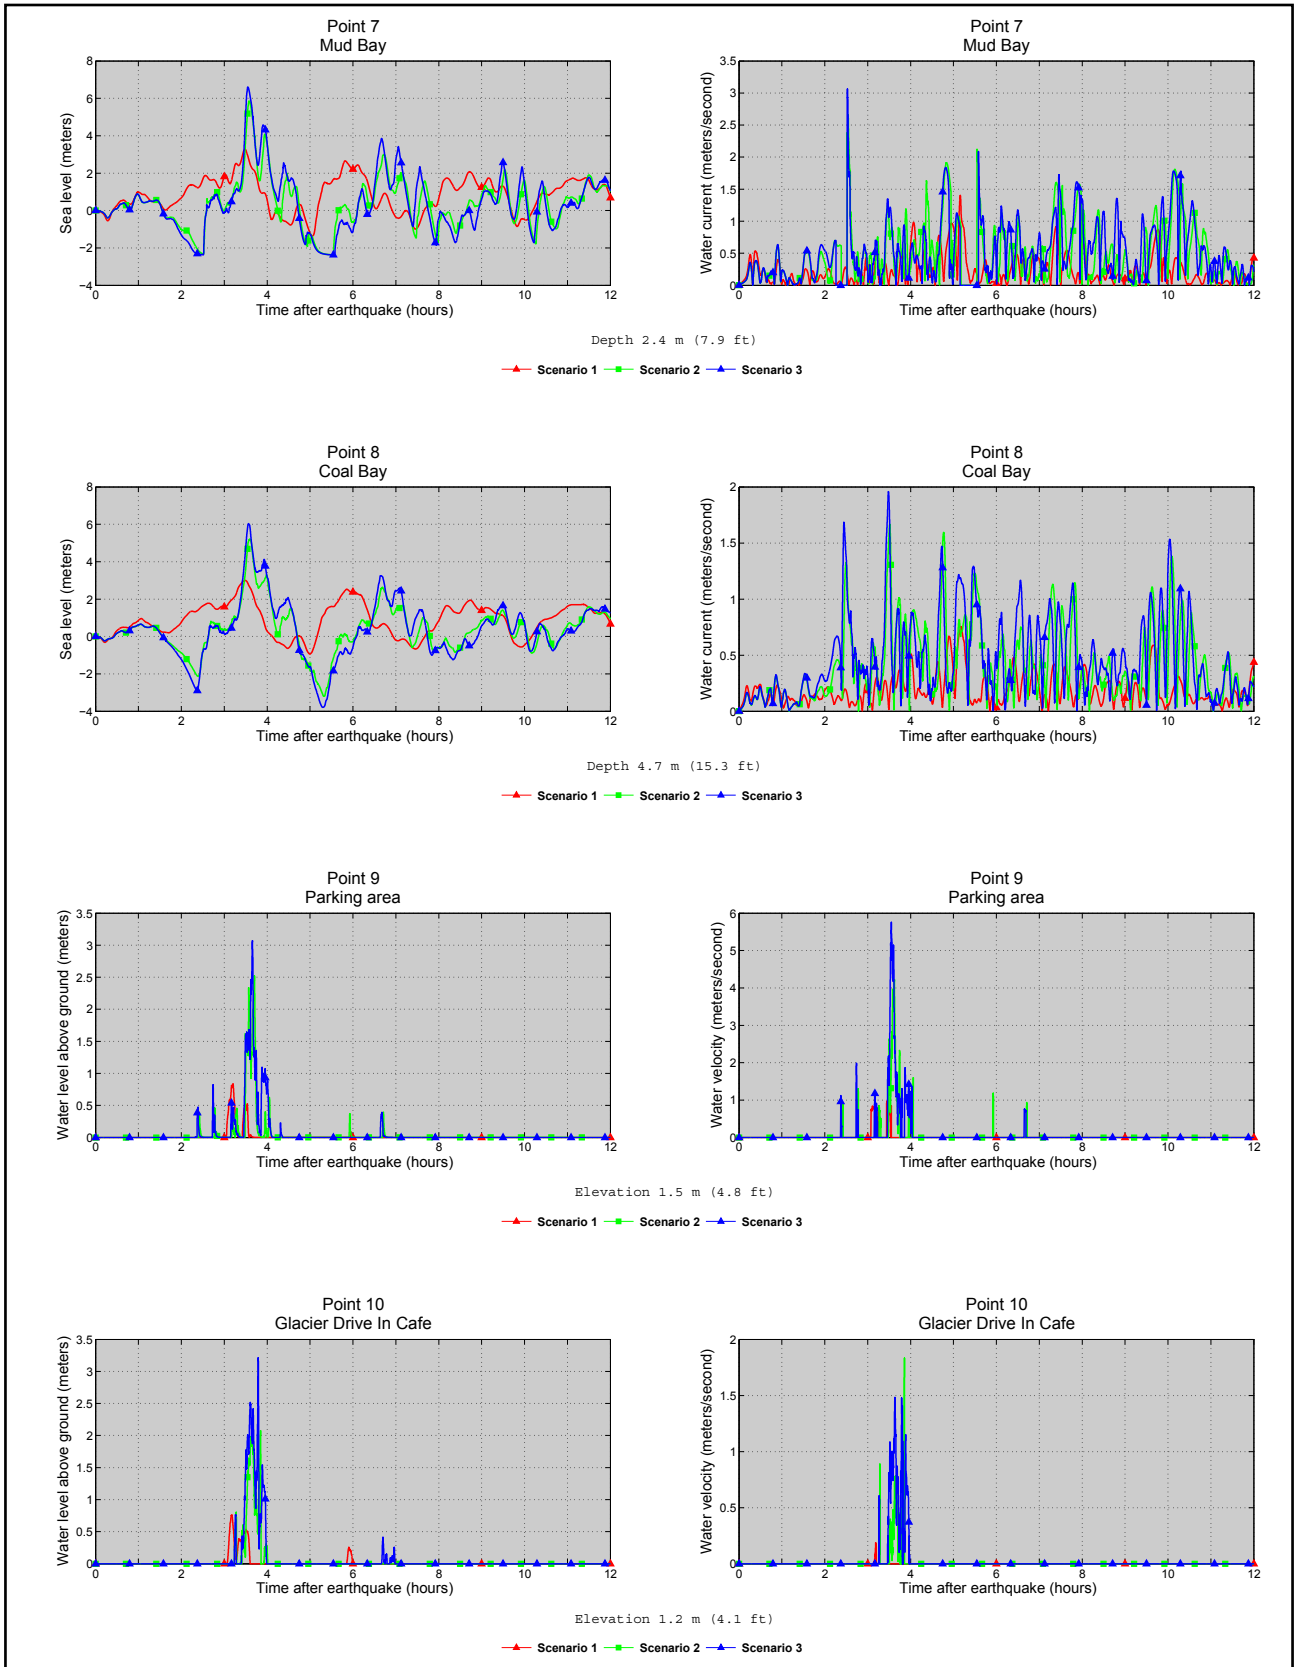 Point 7
Mud Bay
Sea level (meters)
8
6
4
2
0
−2
−4
0 2 4 6 8 10 12
Time after earthquake (hours)
Point 7
Mud Bay
Water current (meters/second)
3.5
3
2.5
2
1.5
1
0.5
0
0 2 4 6 8 10 12
Time after earthquake (hours)
Depth 2.4 m (7.9 ft)
Scenario 1 Scenario 2 Scenario 3
Point 8
Coal Bay
Sea level (meters)
8
6
4
2
0
−2
−4
0 2 4 6 8 10 12
Time after earthquake (hours)
Point 8
Coal Bay
Water current (meters/second)
2
1.5
1
0.5
0
0 2 4 6 8 10 12
Time after earthquake (hours)
Depth 4.7 m (15.3 ft)
Scenario 1 Scenario 2 Scenario 3
Point 9
Parking area
Water level above ground (meters)
3.5
3
2.5
2
1.5
1
0.5
0
0 2 4 6 8 10 12
Time after earthquake (hours)
Point 9
Parking area
Water velocity (meters/second)
6
5
4
3
2
1
0
0 2 4 6 8 10 12
Time after earthquake (hours)
Elevation 1.5 m (4.8 ft)
Scenario 1 Scenario 2 Scenario 3
Point 10
Glacier Drive In Cafe
Water level above ground (meters)
3.5
3
2.5
2
1.5
1
0.5
0
0 2 4 6 8 10 12
Time after earthquake (hours)
Point 10
Glacier Drive In Cafe
Water velocity (meters/second)
2
1.5
1
0.5
0
0 2 4 6 8 10 12
Time after earthquake (hours)
Elevation 1.2 m (4.1 ft)
Scenario 1 Scenario 2 Scenario 3